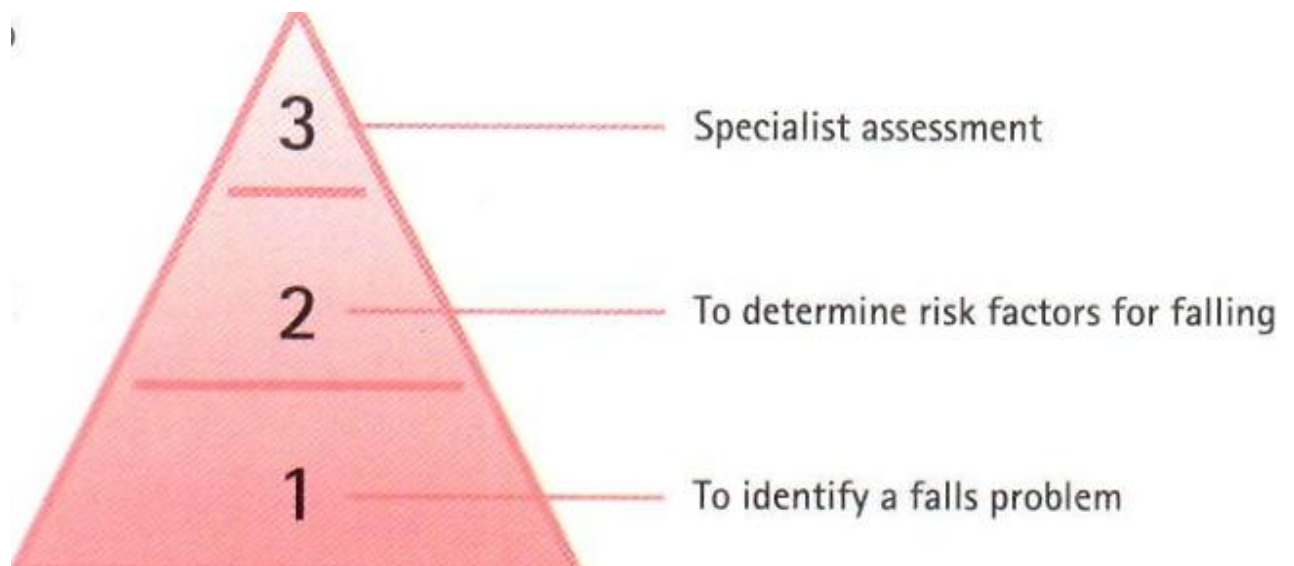 3
Specialist assessment
2
To determine risk factors for falling
1
To identify a falls problem